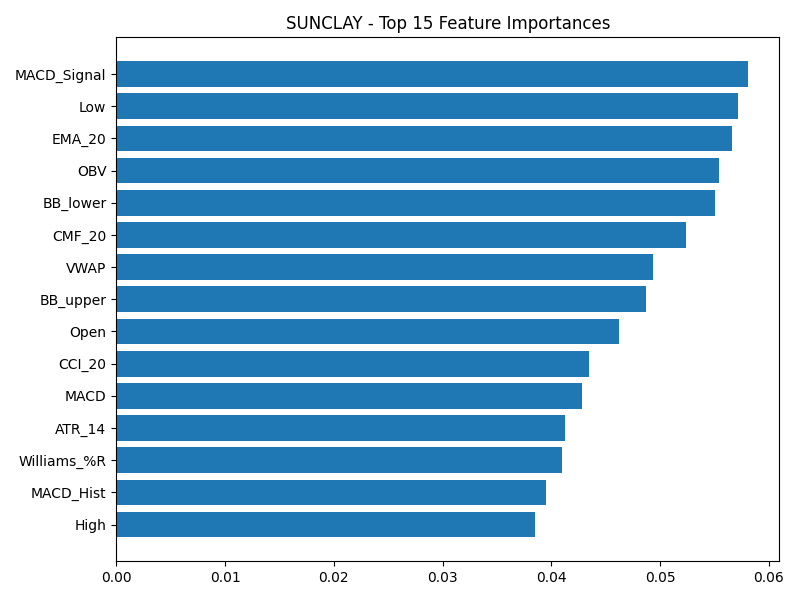 SUNCLAY - Top 15 Feature Importances
MACD_Signal
Low
EMA_20
OBV
BB_lower
CMF_20
VWAP
BB_upper
Open
CCI_20
MACD
ATR_14
Williams_%R
MACD_Hist
High
0.00 0.01 0.02 0.03 0.04 0.05 0.06